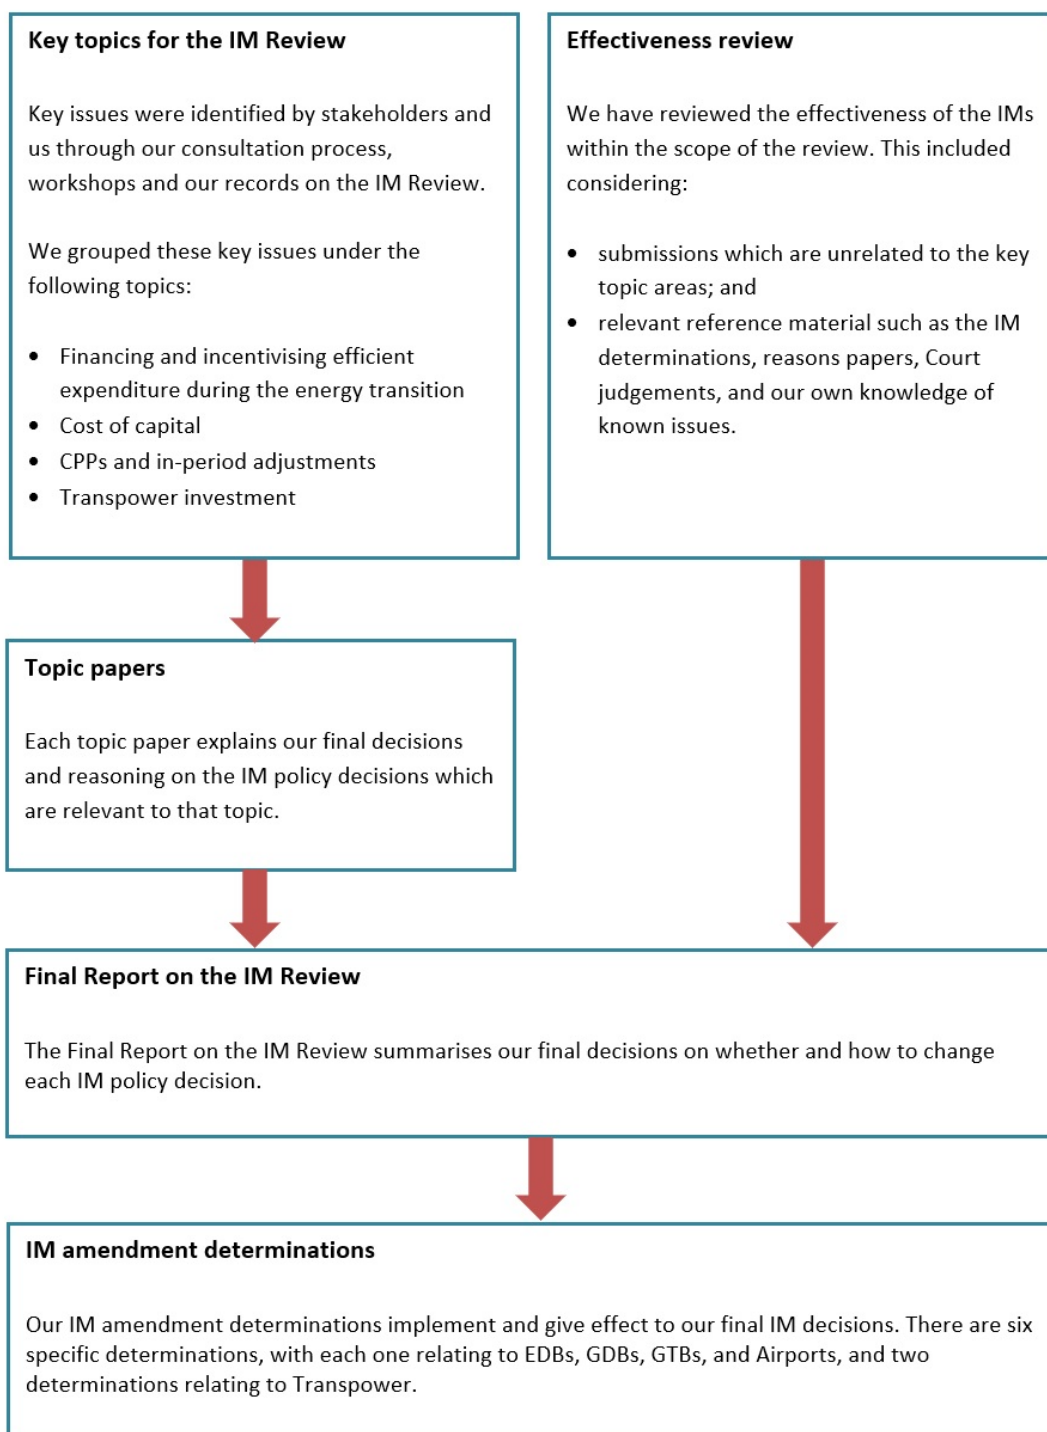 Key topics for the IM Review
Key issues were identified by stakeholders and
us through our consultation process,
workshops and our records on the IM Review.
We grouped these key issues under the
following topics:
• Financing and incentivising efficient
expenditure during the energy transition
• Cost of capital
• CPPs and in-period adjustments
• Transpower investment
Effectiveness review
We have reviewed the effectiveness of the IMs
within the scope of the review. This included
considering:
• submissions which are unrelated to the key
topic areas; and
• relevant reference material such as the IM
determinations, reasons papers, Court
judgements, and our own knowledge of
known issues.
Topic papers
Each topic paper explains our final decisions
and reasoning on the IM policy decisions which
are relevant to that topic.
Final Report on the IM Review
The Final Report on the IM Review summarises our final decisions on whether and how to change
each IM policy decision.
IM amendment determinations
Our IM amendment determinations implement and give effect to our final IM decisions. There are six
specific determinations, with each one relating to EDBs, GDBs, GTBs, and Airports, and two
determinations relating to Transpower.